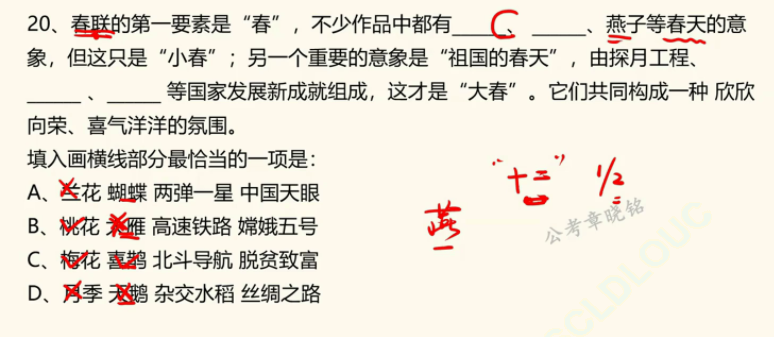 20、春联的第一要素是“春”，不少作品中都有_____、_____、燕子等春天的意
象，但这只是“小春”；另一个重要的意象是“祖国的春天”，由探月工程、
_____、_____ 等国家发展新成就组成，这才是“大春”。它们共同构成一种 欣欣
向荣、喜气洋洋的氛围。
填入画横线部分最恰当的一项是：
A、兰花 蝴蝶 两弹一星 中国天眼
B、桃花 大雁 高速铁路 嫦娥五号
C、梅花 喜鹊 北斗导航 脱贫致富
D、月季 天鹅 杂交水稻 丝绸之路
C
“十二” 1/2
燕
公考章晓铭
CCLDLOUC